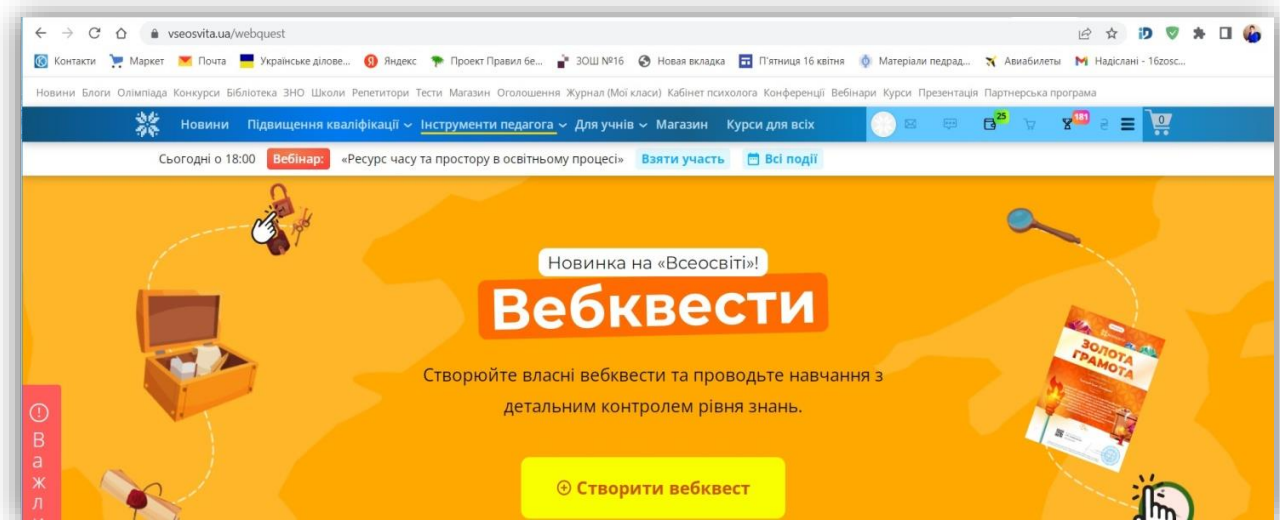 vseosvita.ua/webquest
Контакти Маркет Почта Українське ділове... Яндекс Проект Правил бе... ЗОШ №16 Новая вкладка П'ятниця 16 квітня Матеріали педрад... Авиабилеты Надіслані - 16zosc...
Новини Блоги Олімпіада Конкурси Бібліотека ЗНО Школи Репетитори Тести Магазин Оголошення Журнал (Мої класи) Кабінет психолога Конференції Вебінари Курси Презентація Партнерська програма
Новини Підвищення кваліфікації Інструменти педагога Для учнів Магазин Курси для всіх 25 181 ₴ 0
Сьогодні о 18:00 Вебінар: «Ресурс часу та простору в освітньому процесі» Взяти участь Всі події
Новинка на «Всеосвіті»!
Вебквести
Створюйте власні вебквести та проводьте навчання з
детальним контролем рівня знань.
Створити вебквест
ЗОЛОТА
ГРАМОТА
Важл